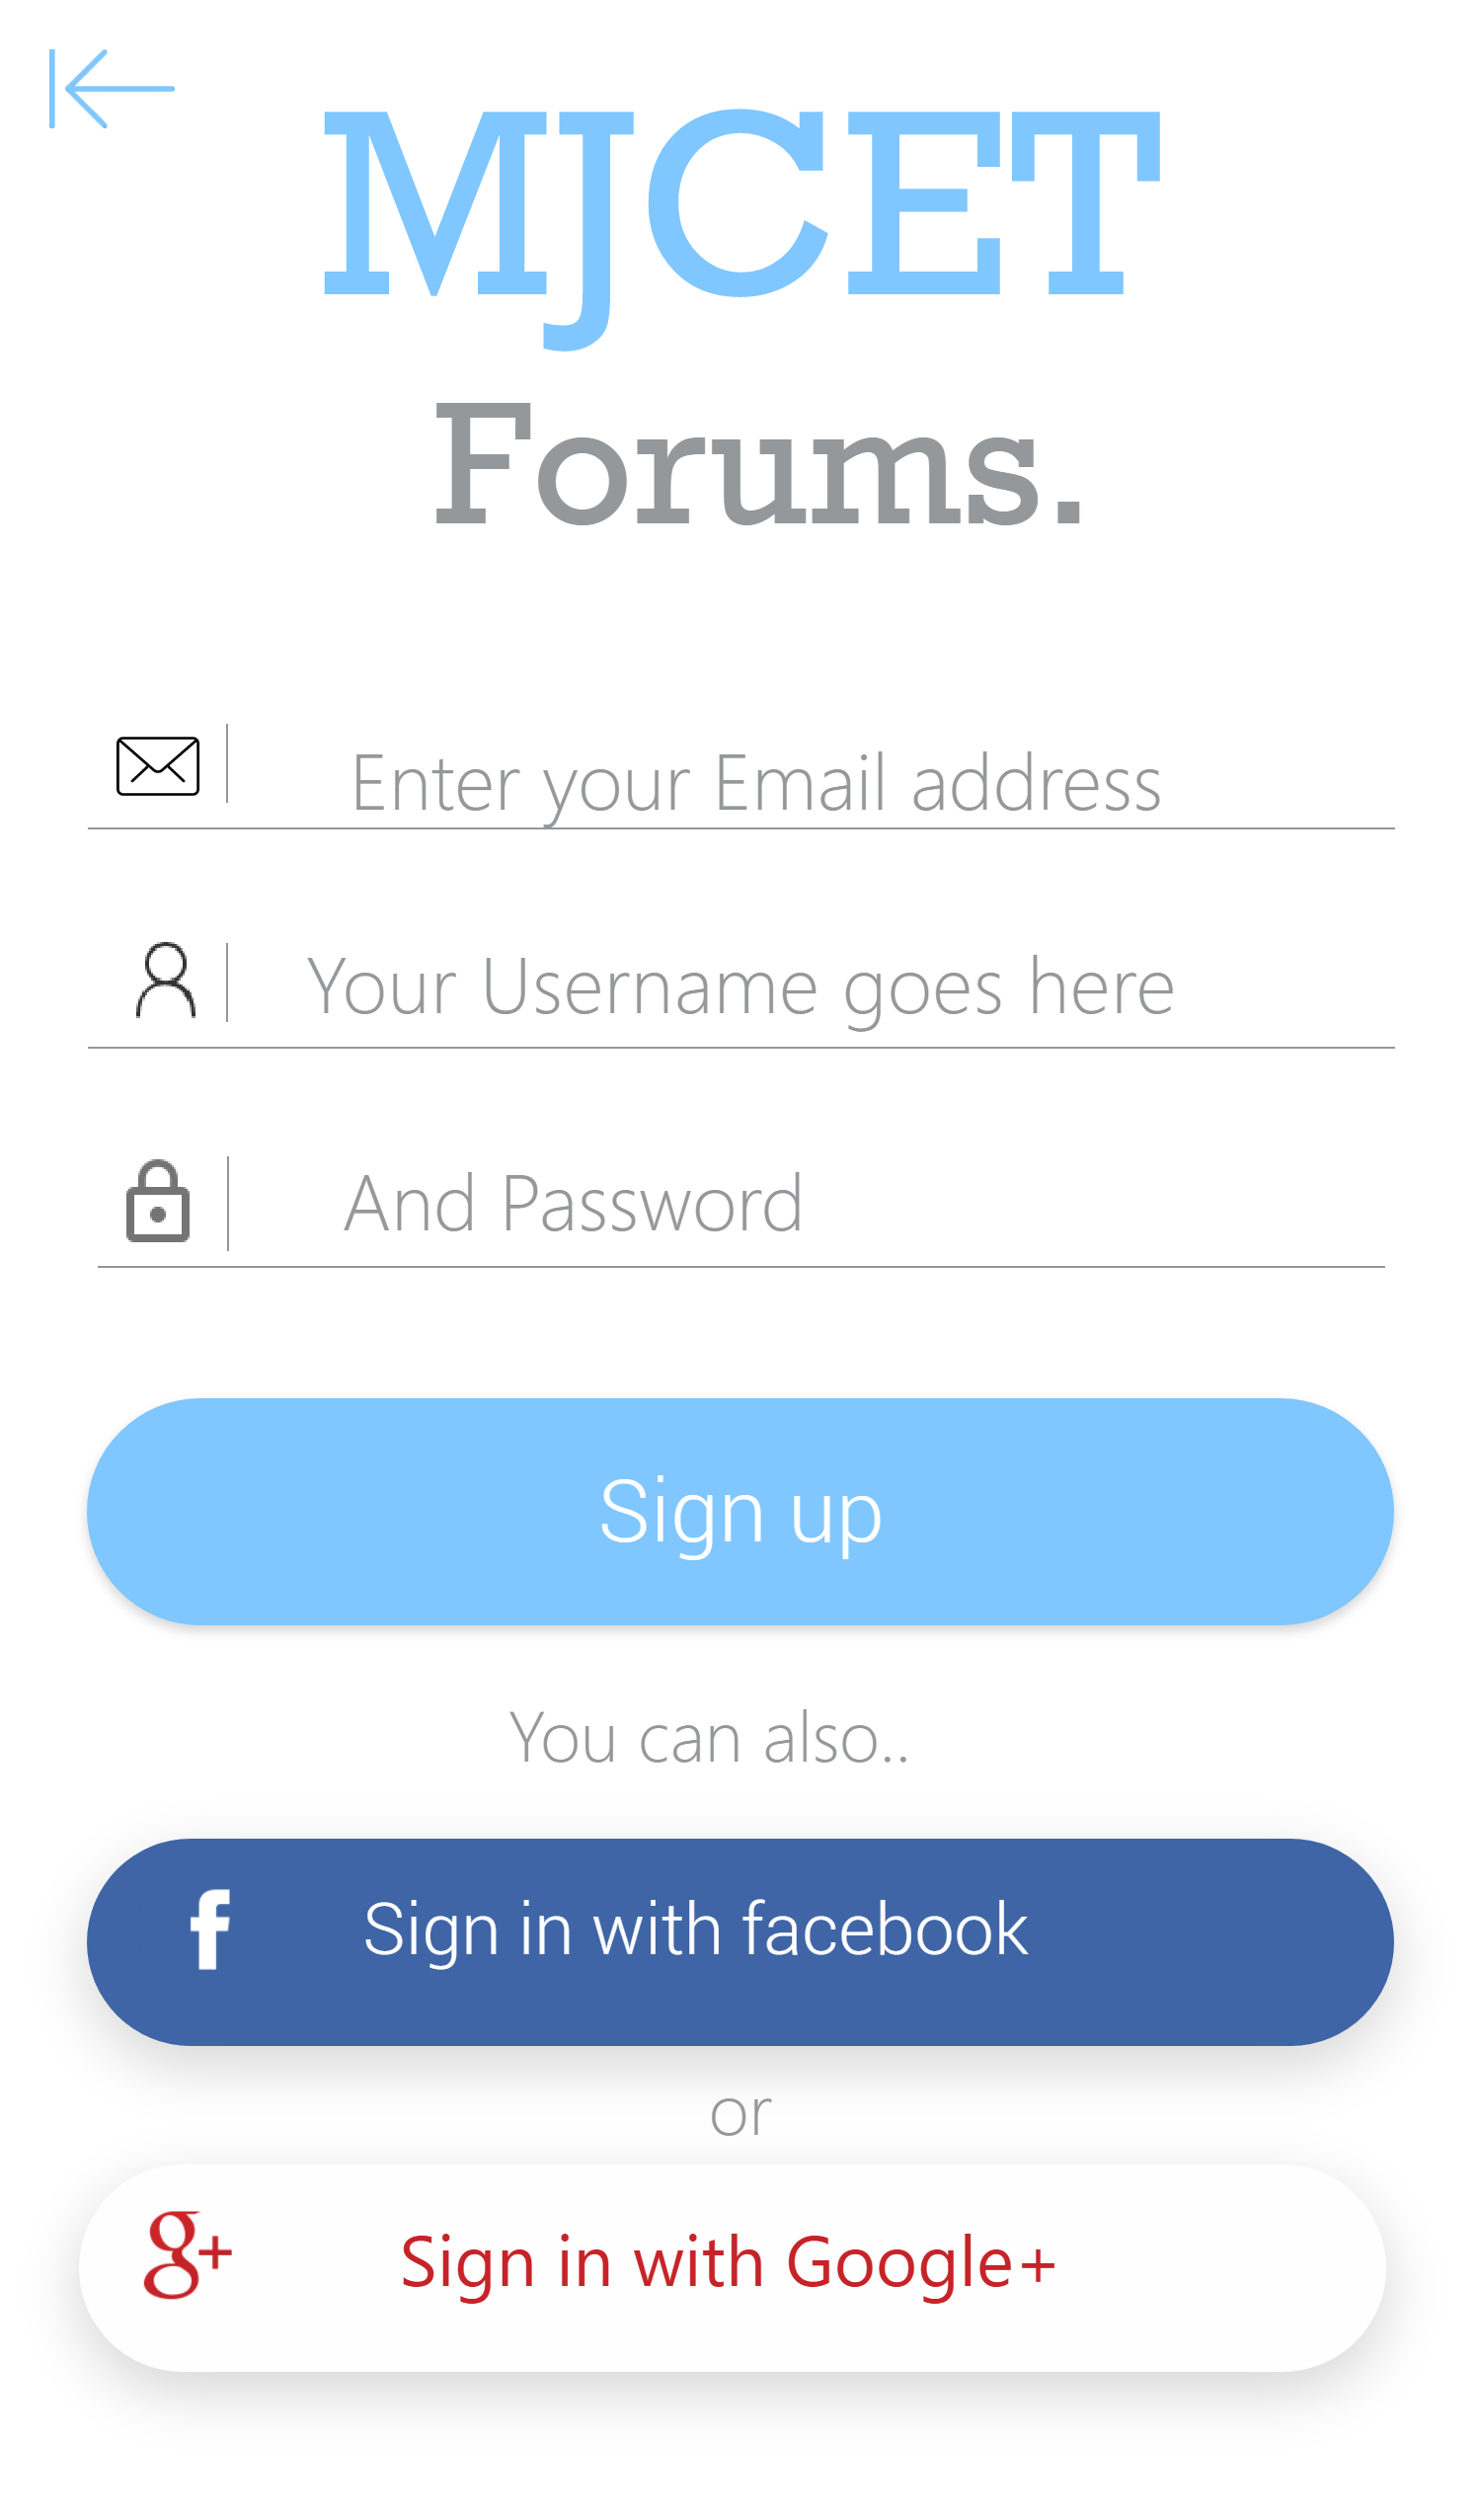 MJCET
Forums.
Enter your Email address
Your Username goes here
And Password
Sign up
You can also..
f Sign in with facebook
or
g+ Sign in with Google+